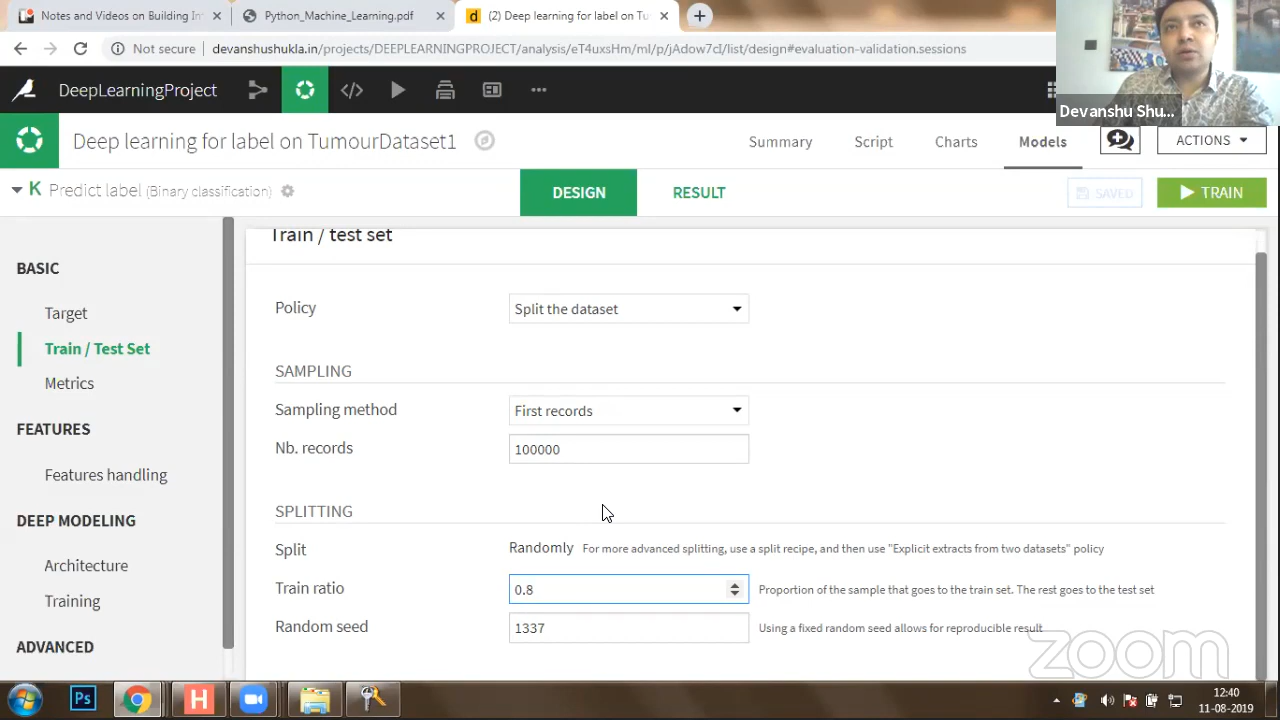 Notes and Videos on Building In
Python_Machine_Learning.pdf
(2) Deep learning for label on Tu
Not secure
devanshushukla.in/projects/DEEPLEARNINGPROJECT/analysis/eT4uxsHm/ml/p/jAdow7cl/list/design#evaluation-validation.sessions
DeepLearningProject
Devanshu Shu...
Deep learning for label on TumourDataset1
Summary
Script
Charts
Models
ACTIONS
K
Predict label (Binary classification)
DESIGN
RESULT
SAVED
TRAIN
BASIC
Target
Train / Test Set
Metrics
FEATURES
Features handling
DEEP MODELING
Architecture
Training
ADVANCED
Train / test set
Policy
Split the dataset
SAMPLING
Sampling method
First records
Nb. records
100000
SPLITTING
Split
Randomly For more advanced splitting, use a split recipe, and then use "Explicit extracts from two datasets" policy
Train ratio
0.8
Proportion of the sample that goes to the train set. The rest goes to the test set
Random seed
1337
Using a fixed random seed allows for reproducible result
zoom
Ps
H
12:40
11-08-2019